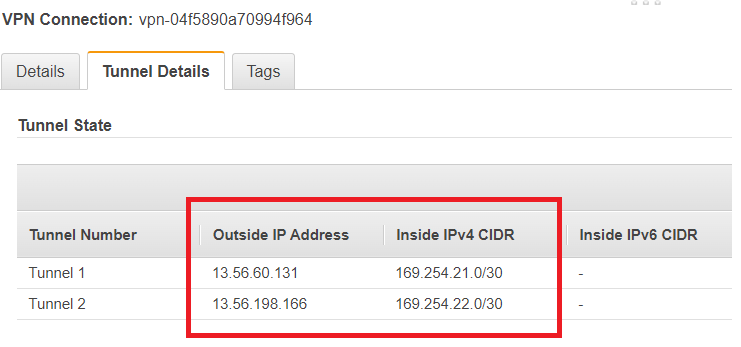 VPN Connection: vpn-04f5890a70994f964
Details Tunnel Details Tags
Tunnel State
Tunnel Number Outside IP Address Inside IPv4 CIDR Inside IPv6 CIDR
Tunnel 1 13.56.60.131 169.254.21.0/30 -
Tunnel 2 13.56.198.166 169.254.22.0/30 -